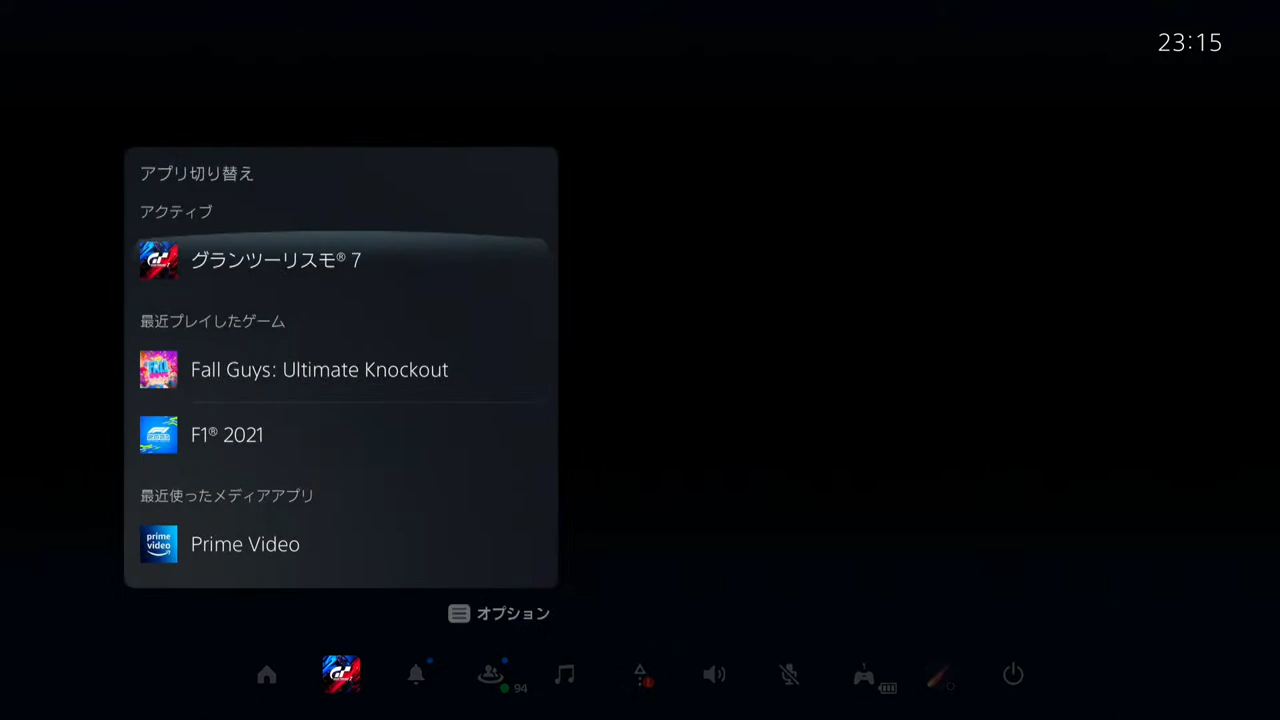 23:15
アプリ切り替え
アクティブ
グランツーリスモ® 7
最近プレイしたゲーム
Fall Guys: Ultimate Knockout
F1® 2021
最近使ったメディアアプリ
prime
video
Prime Video
オプション
94